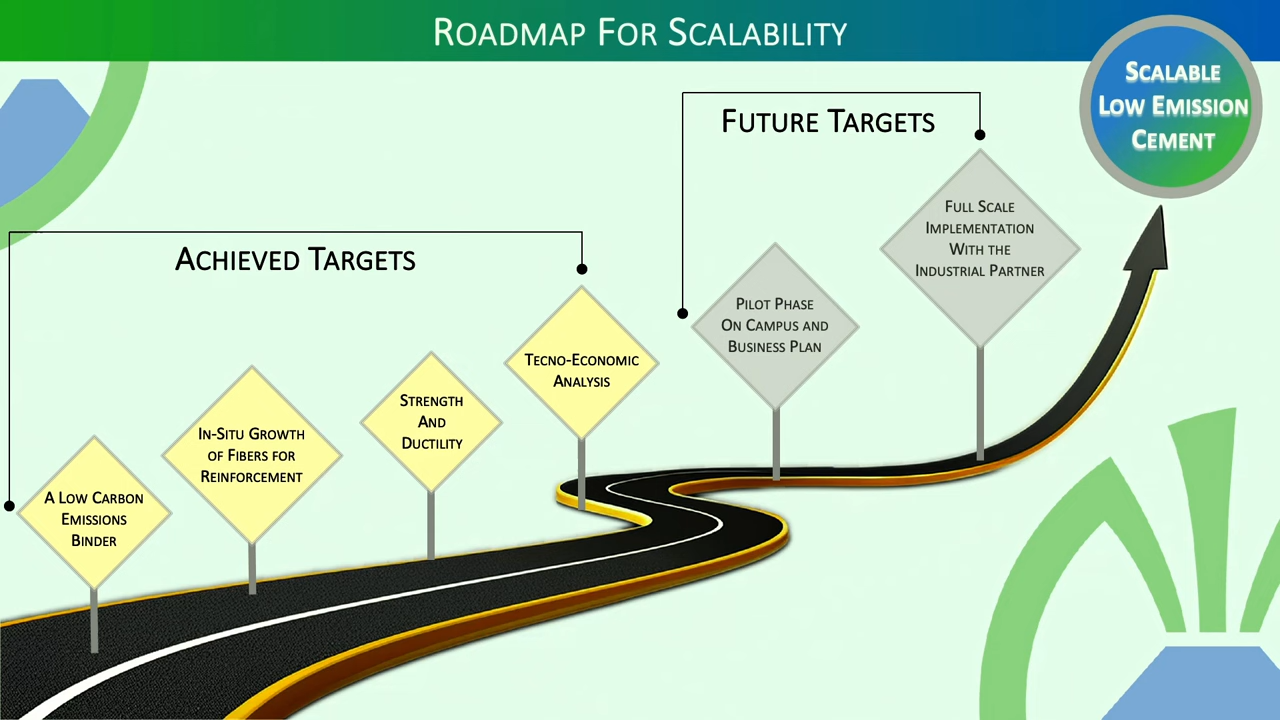 ROADMAP FOR SCALABILITY
SCALABLE
LOW EMISSION
CEMENT
FUTURE TARGETS
FULL SCALE
IMPLEMENTATION
WITH THE
INDUSTRIAL PARTNER
ACHIEVED TARGETS
PILOT PHASE
ON CAMPUS AND
BUSINESS PLAN
TECNO-ECONOMIC
ANALYSIS
STRENGTH
AND
DUCTILITY
IN-SITU GROWTH
OF FIBERS FOR
REINFORCEMENT
A LOW CARBON
EMISSIONS
BINDER